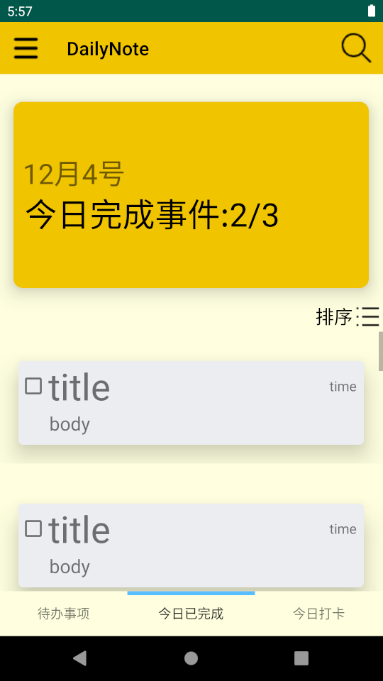 5:57
DailyNote
12月4号
今日完成事件:2/3
排序
title
time
body
title
time
body
待办事项
今日已完成
今日打卡